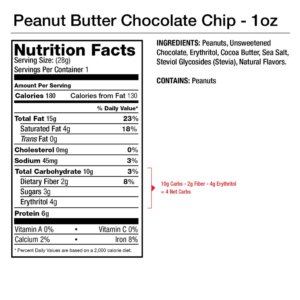 Peanut Butter Chocolate Chip - 1oz
Nutrition Facts
Serving Size: (28g)
Servings Per Container 1
Amount Per Serving
Calories 180 Calories from Fat 130
% Daily Value*
Total Fat 15g 23%
Saturated Fat 4g 18%
Trans Fat 0g
Cholesterol 0mg 0%
Sodium 45mg 3%
Total Carbohydrate 10g 3%
Dietary Fiber 2g 8%
Sugars 3g
Erythritol 4g
Protein 6g
Vitamin A 0% • Vitamin C 0%
Calcium 2% • Iron 8%
* Percent Daily Values are based on a 2,000 calorie diet.
INGREDIENTS: Peanuts, Unsweetened
Chocolate, Erythritol, Cocoa Butter, Sea Salt,
Steviol Glycosides (Stevia), Natural Flavors.
CONTAINS: Peanuts
10g Carbs - 2g Fiber - 4g Erythritol
= 4 Net Carbs